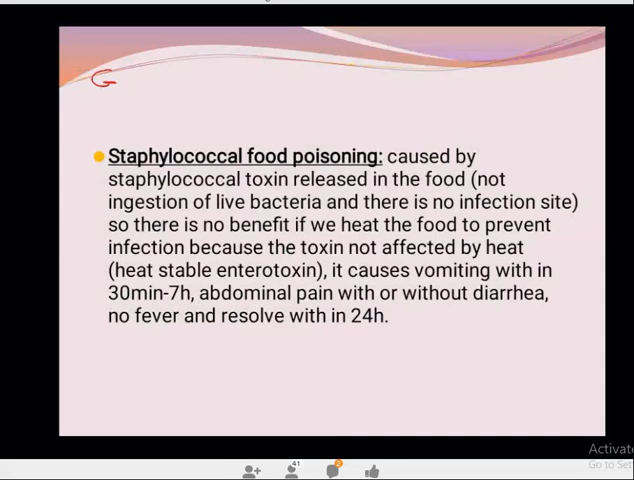 G
Staphylococcal food poisoning: caused by
staphylococcal toxin released in the food (not
ingestion of live bacteria and there is no infection site)
so there is no benefit if we heat the food to prevent
infection because the toxin not affected by heat
(heat stable enterotoxin), it causes vomiting with in
30min-7h, abdominal pain with or without diarrhea,
no fever and resolve with in 24h.
Activate
Go to Set
41
2